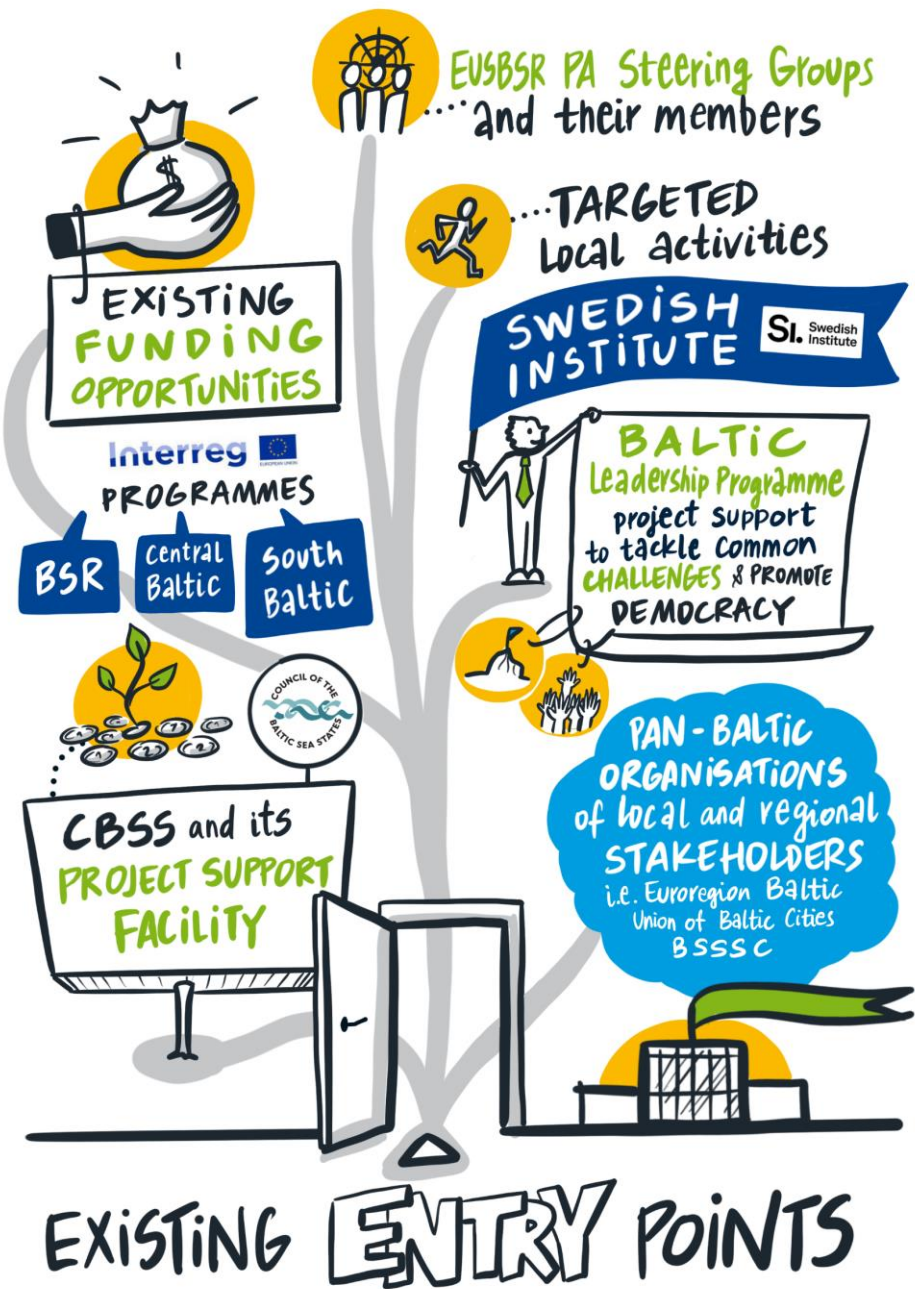 EUSBSR PA Steering Groups
and their members
TARGETED
Local activities
$
EXISTING
FUNDING
OPPORTUNITIES
Interreg
EUROPEAN UNION
PROGRAMMES
BSR
Central
Baltic
South
Baltic
SWEDISH
INSTITUTE
SI. Swedish
Institute
BALTIC
Leadership Programme
project support
to tackle common
CHALLENGES & PROMOTE
DEMOCRACY
COUNCIL OF THE
BALTIC SEA STATES
CBSS and its
PROJECT SUPPORT
FACILITY
PAN-BALTIC
ORGANISATIONS
of local and regional
STAKEHOLDERS
i.e. Euroregion Baltic
Union of Baltic Cities
BSSSC
EXISTING ENTRY POINTS